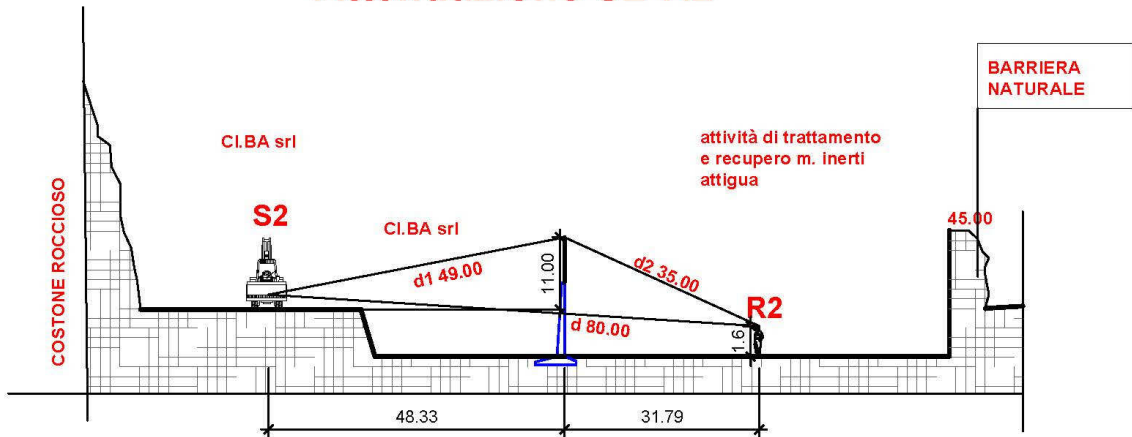 BARRIERA
NATURALE
CI.BA srl
attività di trattamento
e recupero m. inerti
attigua
COSTONE ROCCIOSO
S2
CI.BA srl
45.00
d1 49.00
11.00
d2 35.00
R2
d 80.00
1.6
48.33
31.79